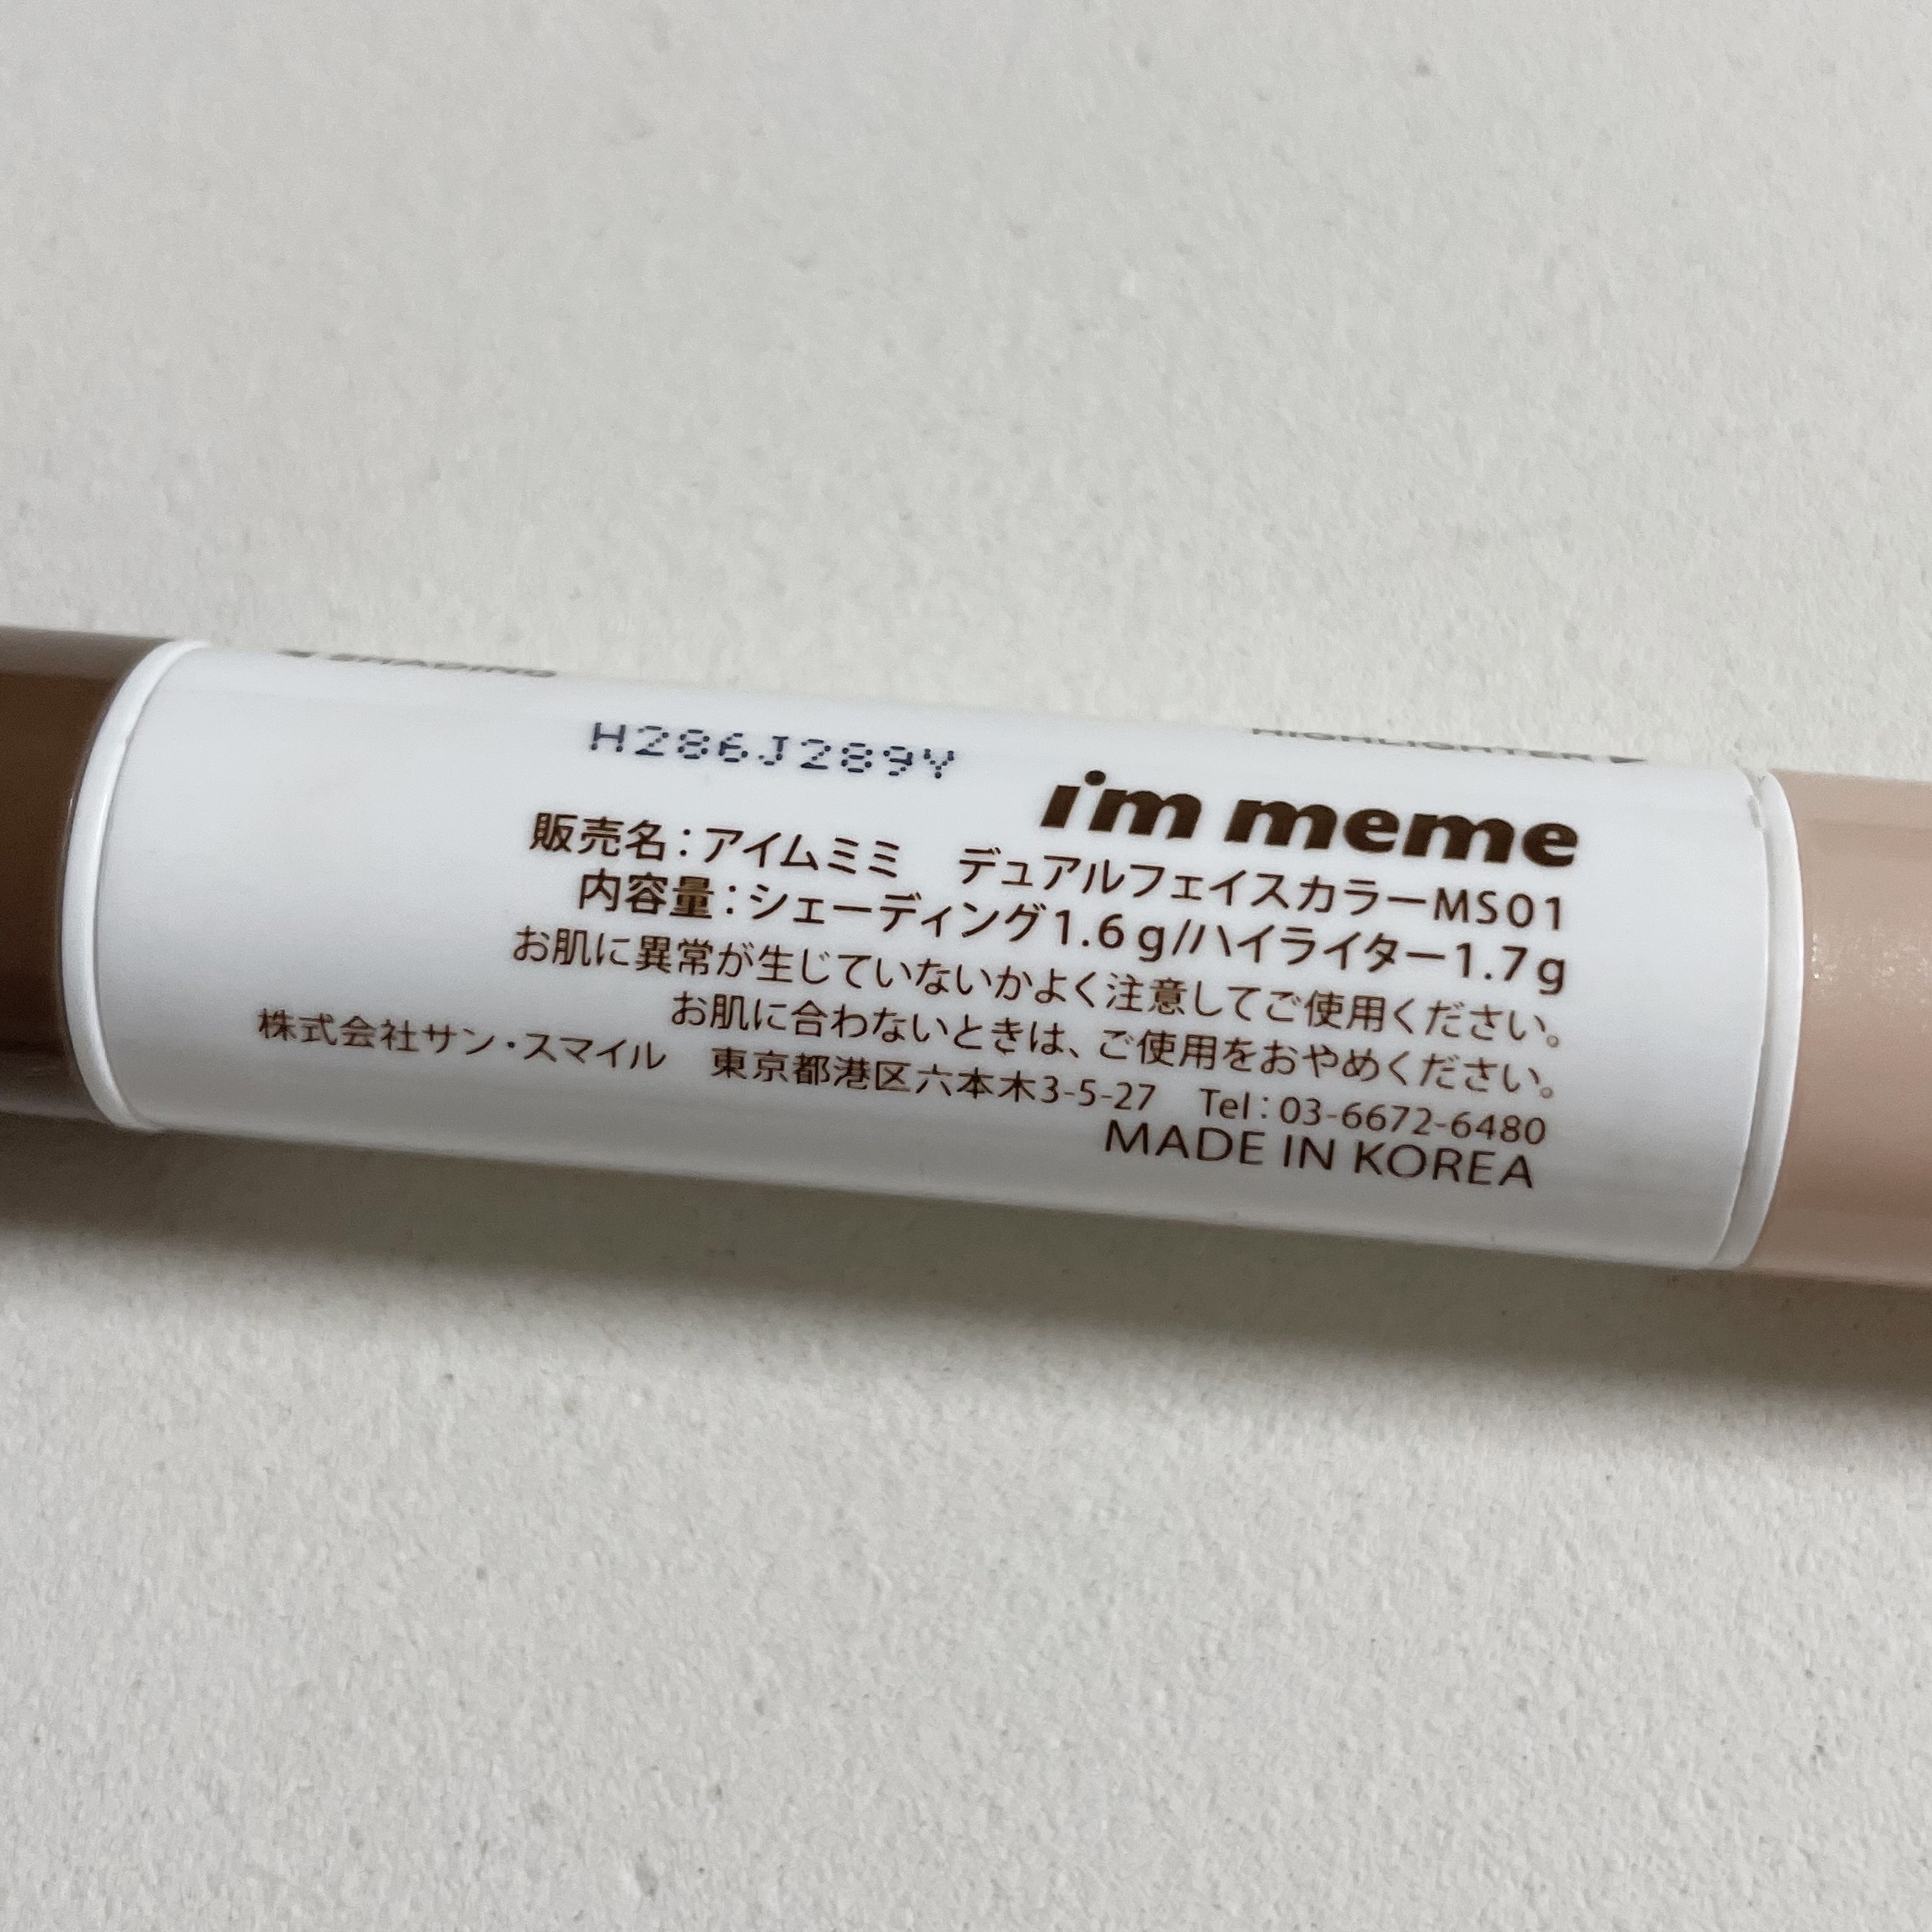 SHADING
HIGHLIGHTER
H286J289Y
i'm meme
販売名：アイムミミ　デュアルフェイスカラーMS01
内容量：シェーディング1.6g/ハイライター1.7g
お肌に異常が生じていないかよく注意してご使用ください。
お肌に合わないときは、ご使用をおやめください。
株式会社サン・スマイル　東京都港区六本木3-5-27　Tel：03-6672-6480
MADE IN KOREA